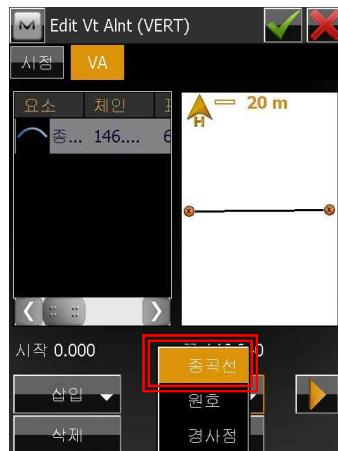 Edit Vt Alnt (VERT)
시점 VA
요소 체인
종... 146.... 6
20 m
H
시작 0.000
종곡선
삽입 원호
삭제 경사점